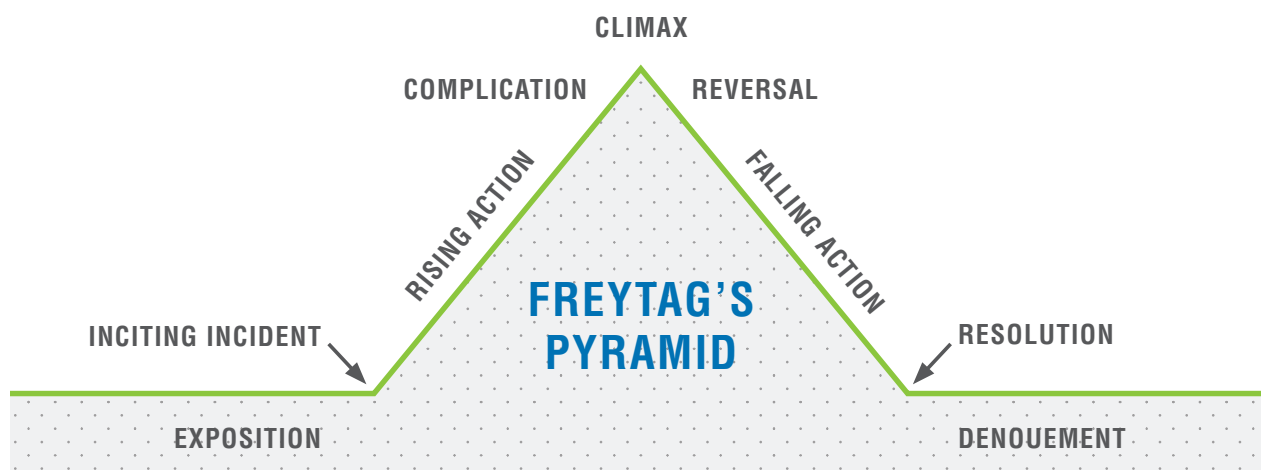 CLIMAX
COMPLICATION
REVERSAL
RISING ACTION
FALLING ACTION
FREYTAG'S
PYRAMID
INCITING INCIDENT
RESOLUTION
EXPOSITION
DENOUEMENT